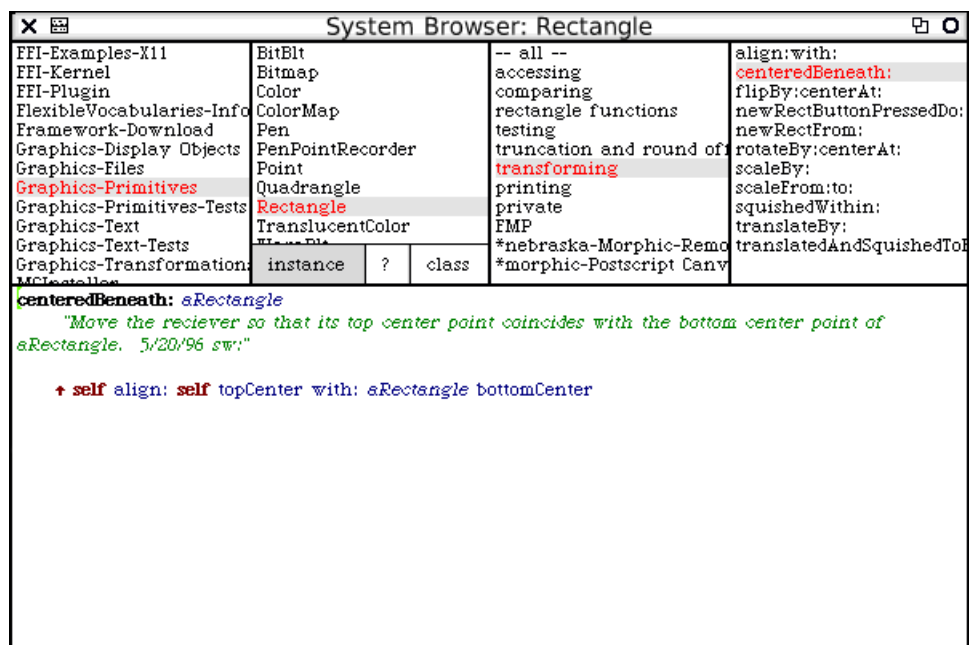 System Browser: Rectangle
FFI-Examples-X11
FFI-Kernel
FFI-Plugin
FlexibleVocabularies-Info
Framework-Download
Graphics-Display Objects
Graphics-Files
Graphics-Primitives
Graphics-Primitives-Tests
Graphics-Text
Graphics-Text-Tests
Graphics-Transformations
MCInstaller
BitBlt
Bitmap
Color
ColorMap
Pen
PenPointRecorder
Point
Quadrangle
Rectangle
TranslucentColor
instance ? class
-- all --
accessing
comparing
rectangle functions
testing
truncation and round off
transforming
printing
private
FMP
*nebraska-Morphic-Remo
*morphic-Postscript Canv
align:with:
centeredBeneath:
flipBy:centerAt:
newRectButtonPressedDo:
newRectFrom:
rotateBy:centerAt:
scaleBy:
scaleFrom:to:
squishedWithin:
translateBy:
translatedAndSquishedToB
centeredBeneath: aRectangle
"Move the reciever so that its top center point coincides with the bottom center point of
aRectangle. 5/20/96 sw:"
↑ self align: self topCenter with: aRectangle bottomCenter